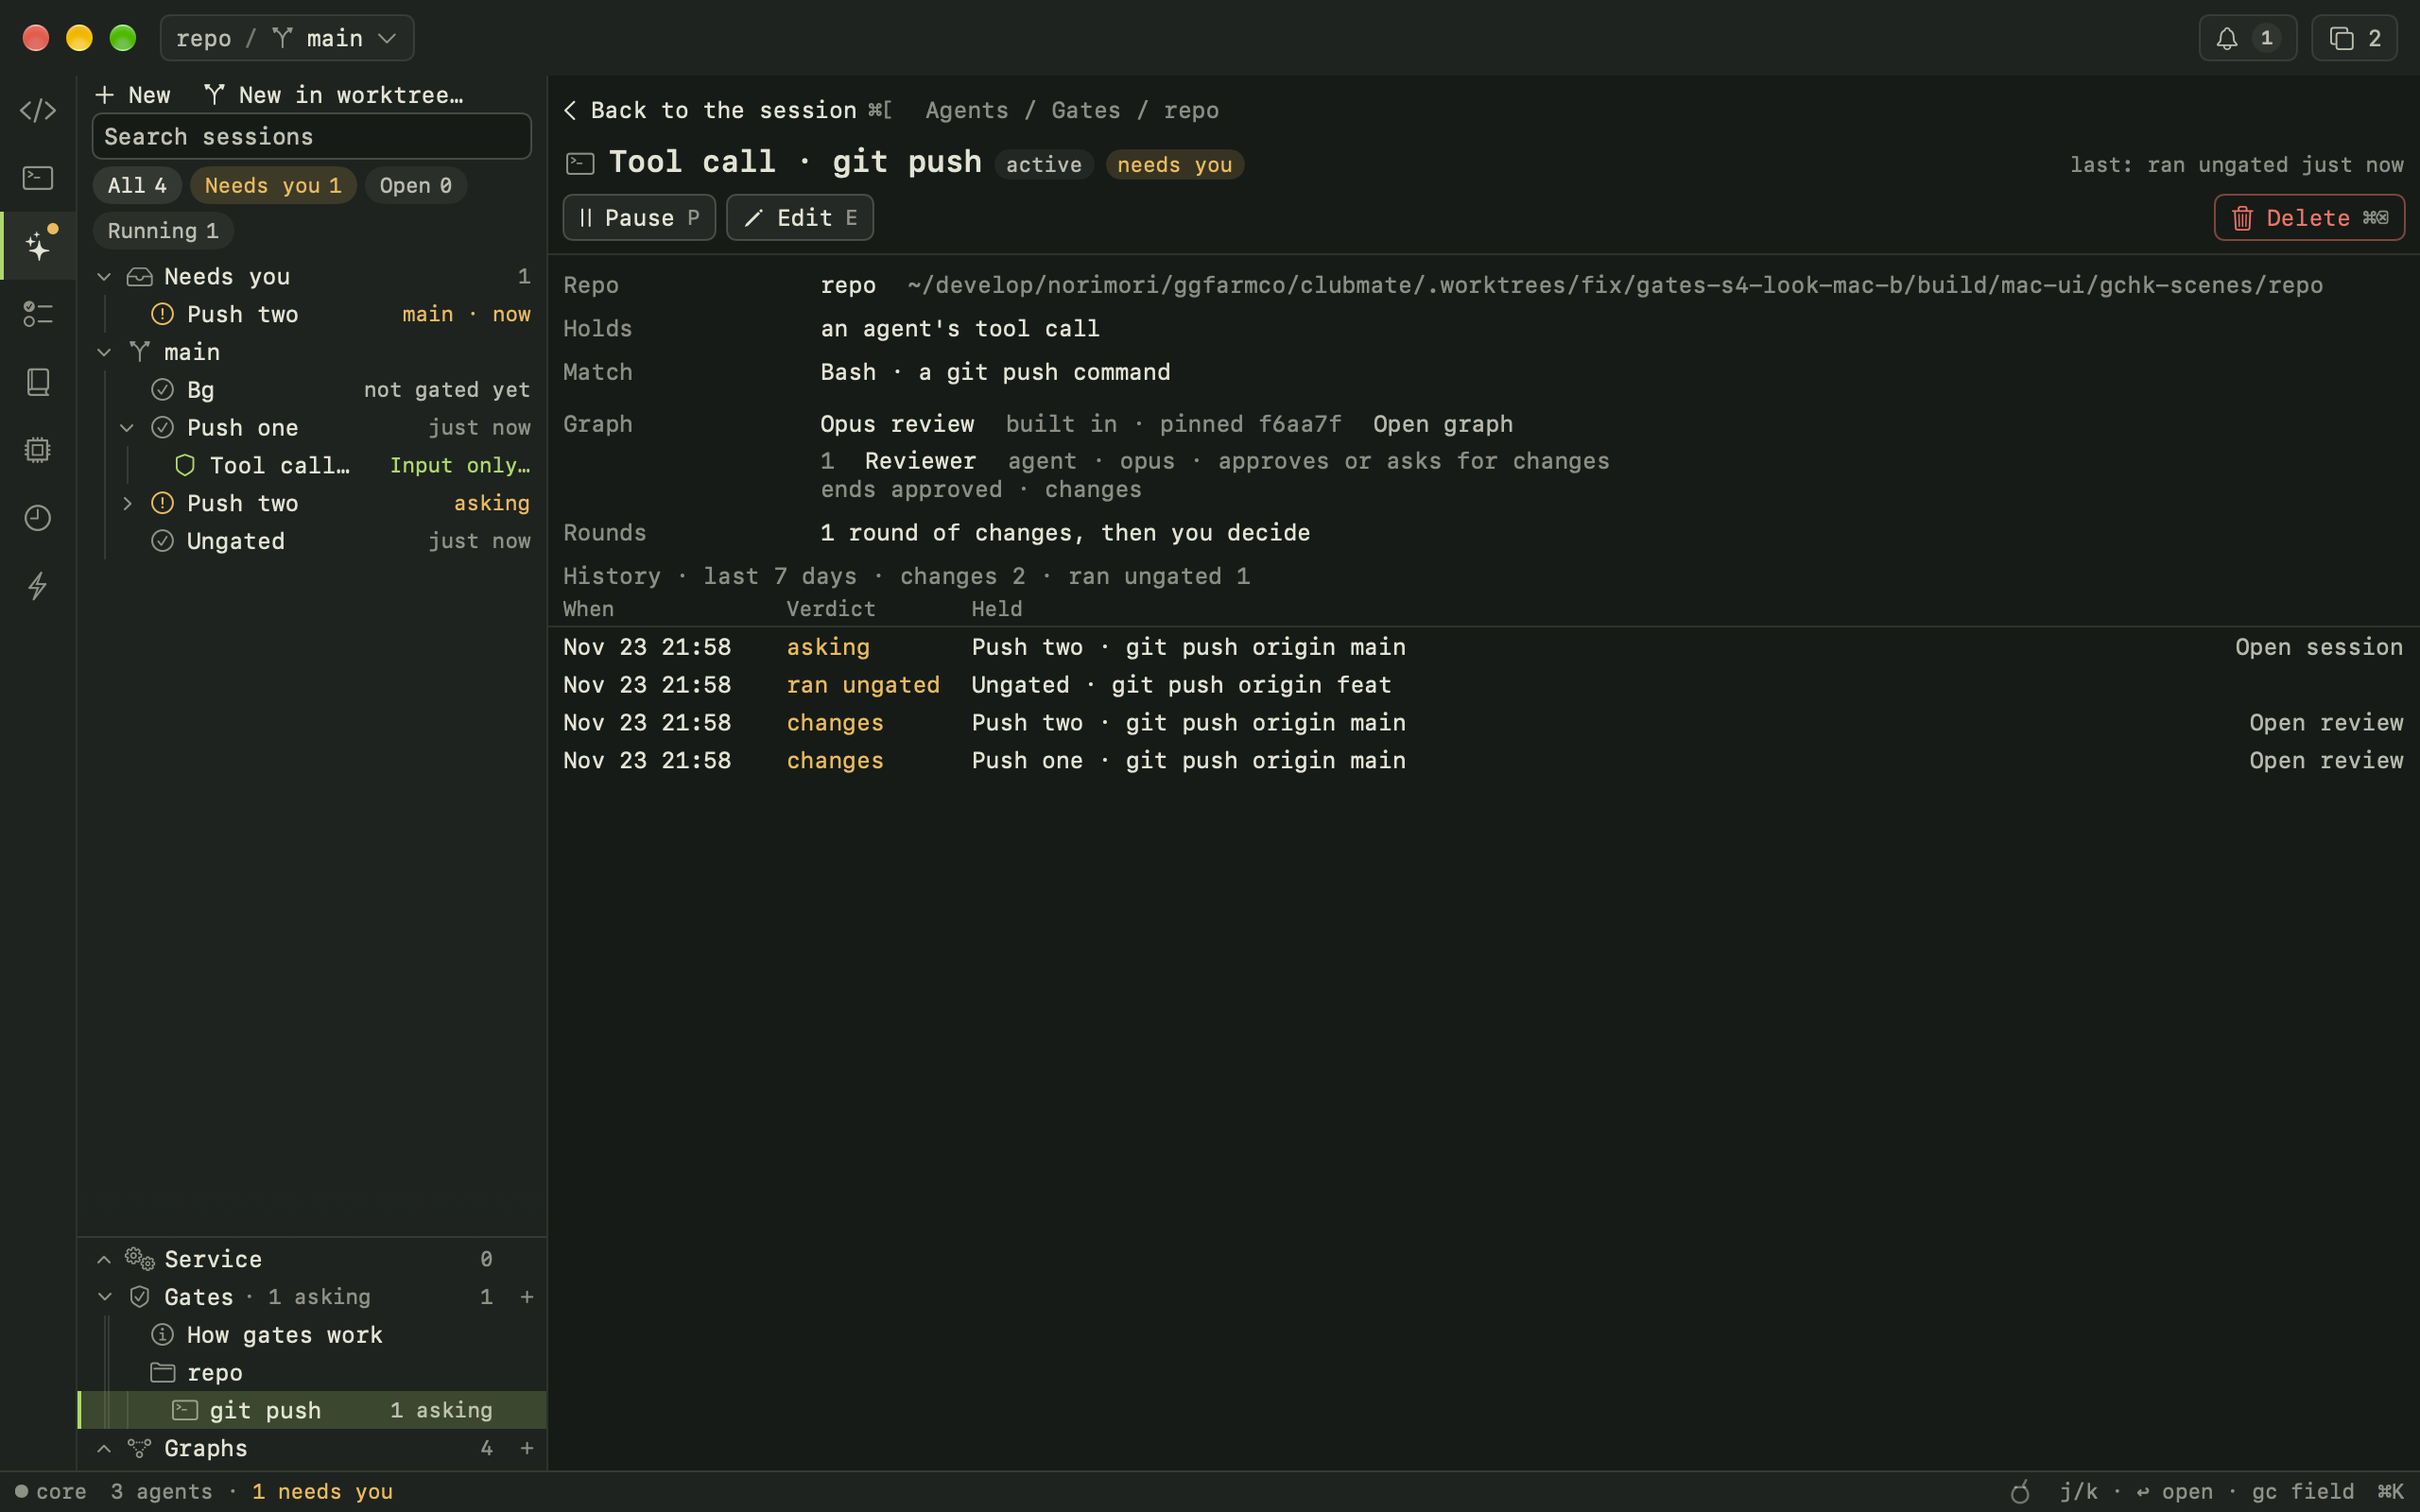 repo / main
1
2
+ New New in worktree…
Search sessions
All 4 Needs you 1 Open 0
Running 1
Needs you 1
Push two main · now
main
Bg not gated yet
Push one just now
Tool call… Input only…
Push two asking
Ungated just now
Service 0
Gates · 1 asking 1 +
How gates work
repo
git push 1 asking
Graphs 4 +
Back to the session ⌘[ Agents / Gates / repo
Tool call · git push active needs you last: ran ungated just now
Pause P Edit E Delete ⌘⌫
Repo repo ~/develop/norimori/ggfarmco/clubmate/.worktrees/fix/gates-s4-look-mac-b/build/mac-ui/gchk-scenes/repo
Holds an agent's tool call
Match Bash · a git push command
Graph Opus review built in · pinned f6aa7f Open graph
1 Reviewer agent · opus · approves or asks for changes
ends approved · changes
Rounds 1 round of changes, then you decide
History · last 7 days · changes 2 · ran ungated 1
When Verdict Held
Nov 23 21:58 asking Push two · git push origin main Open session
Nov 23 21:58 ran ungated Ungated · git push origin feat
Nov 23 21:58 changes Push two · git push origin main Open review
Nov 23 21:58 changes Push one · git push origin main Open review
core 3 agents · 1 needs you
j/k · ↩ open · gc field ⌘K